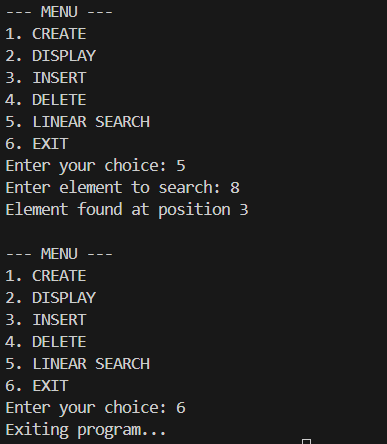 --- MENU ---
1. CREATE
2. DISPLAY
3. INSERT
4. DELETE
5. LINEAR SEARCH
6. EXIT
Enter your choice: 5
Enter element to search: 8
Element found at position 3

--- MENU ---
1. CREATE
2. DISPLAY
3. INSERT
4. DELETE
5. LINEAR SEARCH
6. EXIT
Enter your choice: 6
Exiting program...